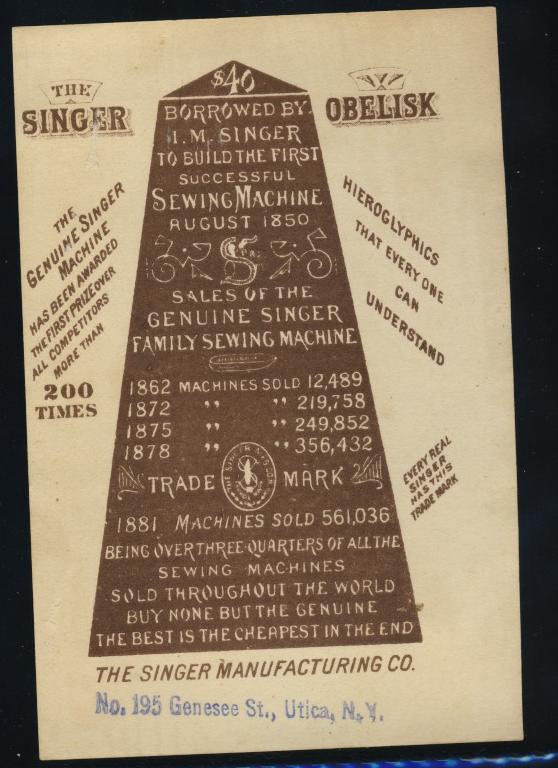 THE
SINGER
OBELISK
$40
BORROWED BY
I. M. SINGER
TO BUILD THE FIRST
SUCCESSFUL
SEWING MACHINE
AUGUST 1850
S
SALES OF THE
GENUINE SINGER
FAMILY SEWING MACHINE
1862 MACHINES SOLD 12,489
1872 " " 219,758
1875 " " 249,852
1878 " " 356,432
TRADE MARK
1881 MACHINES SOLD 561,036
BEING OVER THREE-QUARTERS OF ALL THE
SEWING MACHINES
SOLD THROUGHOUT THE WORLD
BUY NONE BUT THE GENUINE
THE BEST IS THE CHEAPEST IN THE END
THE
GENUINE SINGER
MACHINE
HAS BEEN AWARDED
THE FIRST PRIZE OVER
ALL COMPETITORS
MORE THAN
200
TIMES
HIEROGLYPHICS
THAT EVERY ONE
CAN
UNDERSTAND
EVERY REAL
SINGER
HAS THIS
TRADE MARK
THE SINGER MANUFACTURING CO.
No. 195 Genesee St., Utica, N.Y.